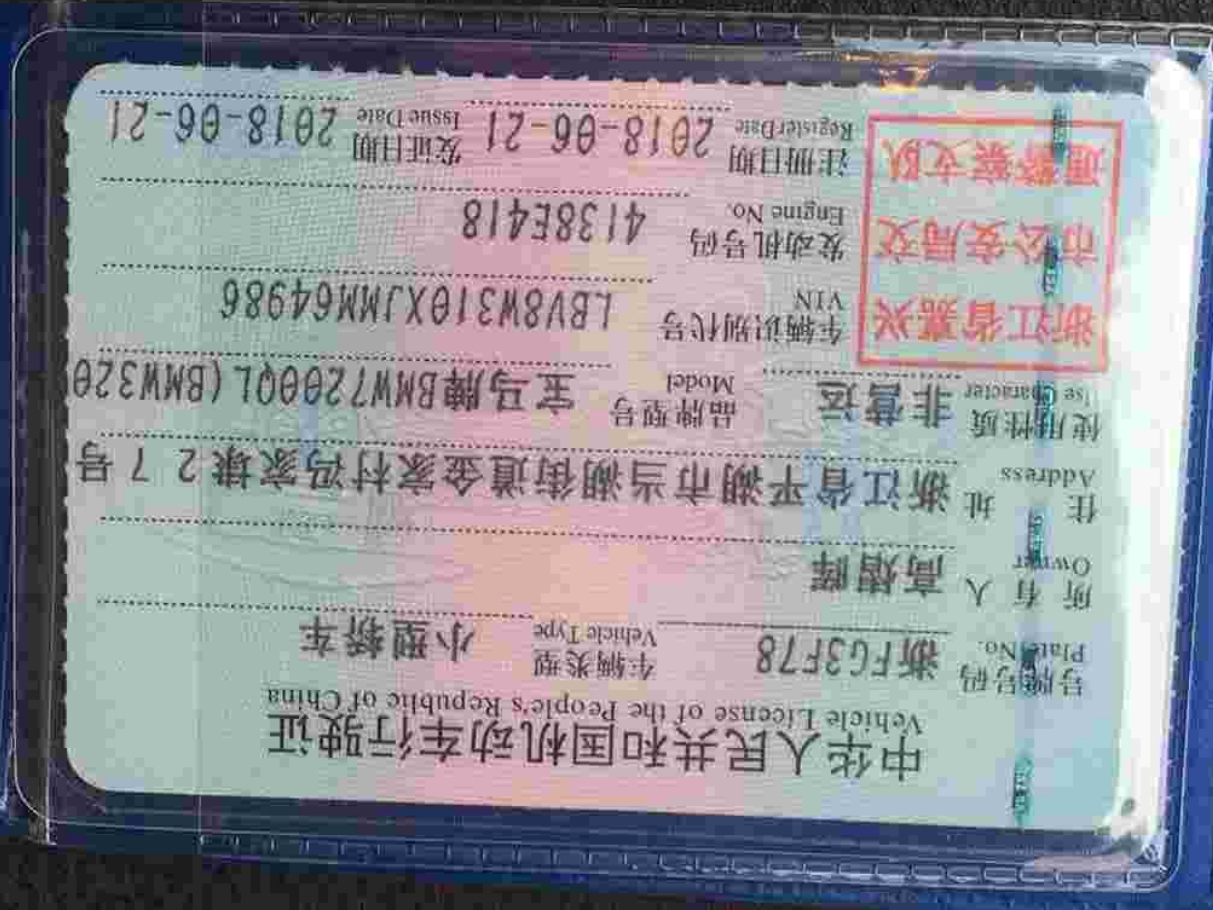 中华人民共和国机动车行驶证
Vehicle License of the People's Republic of China
号牌号码 浙FG3F78 车辆类型 小型轿车
Plate No. Vehicle Type
所有人 高熠晖
Owner
住址 浙江省平湖市当湖街道金家村冯家埭27号
Address
使用性质 非营运 品牌型号 宝马牌BMW7200QL(BMW320
Use Character Model
浙江省嘉兴
市公安局交
通警察支队
车辆识别代号 LBV8W310XJMM64986
VIN
发动机号码 4138E418
Engine No.
注册日期 2018-06-21 发证日期 2018-06-21
Register Date Issue Date